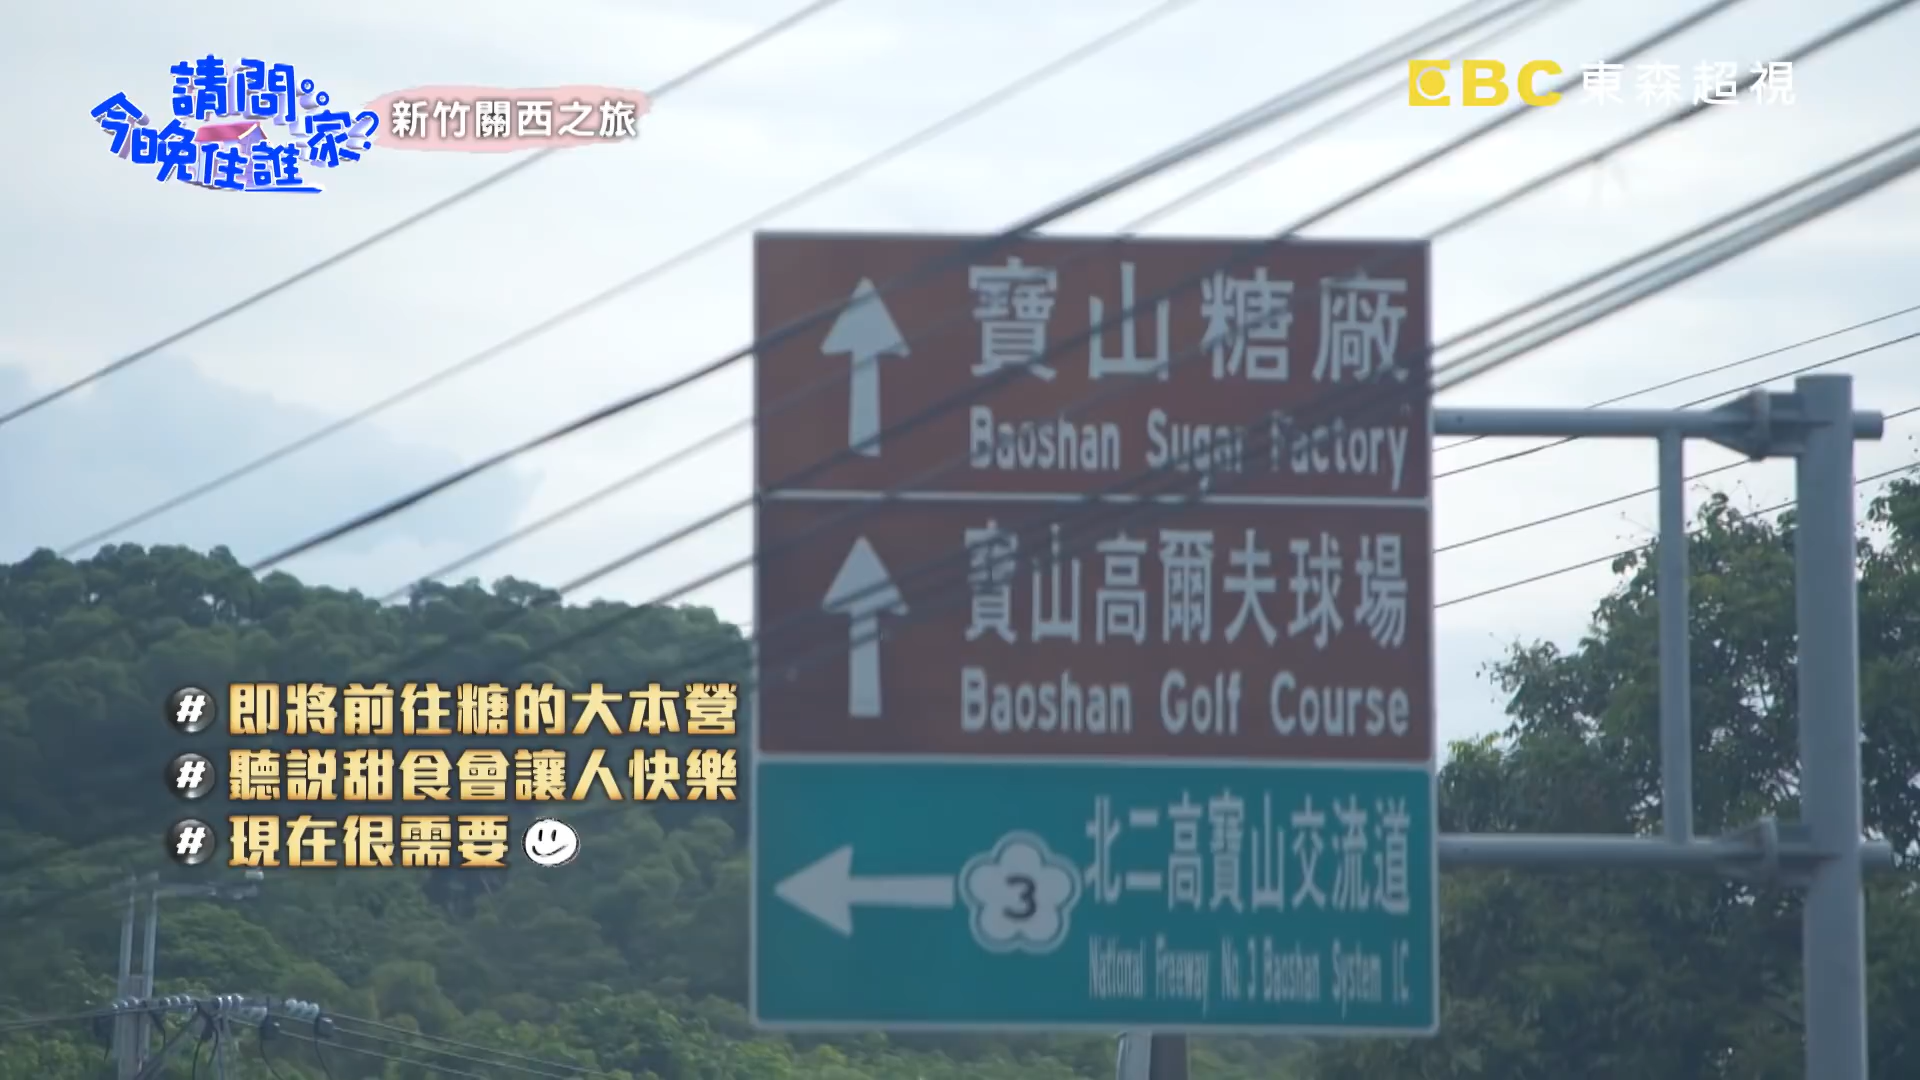 請問
今晚住誰家?
新竹關西之旅
EBC 東森超視
寶山糖廠
Baoshan Sugar Factory
寶山高爾夫球場
Baoshan Golf Course
3
北二高寶山交流道
National Freeway No.3 Baoshan System IC
# 即將前往糖的大本營
# 聽說甜食會讓人快樂
# 現在很需要